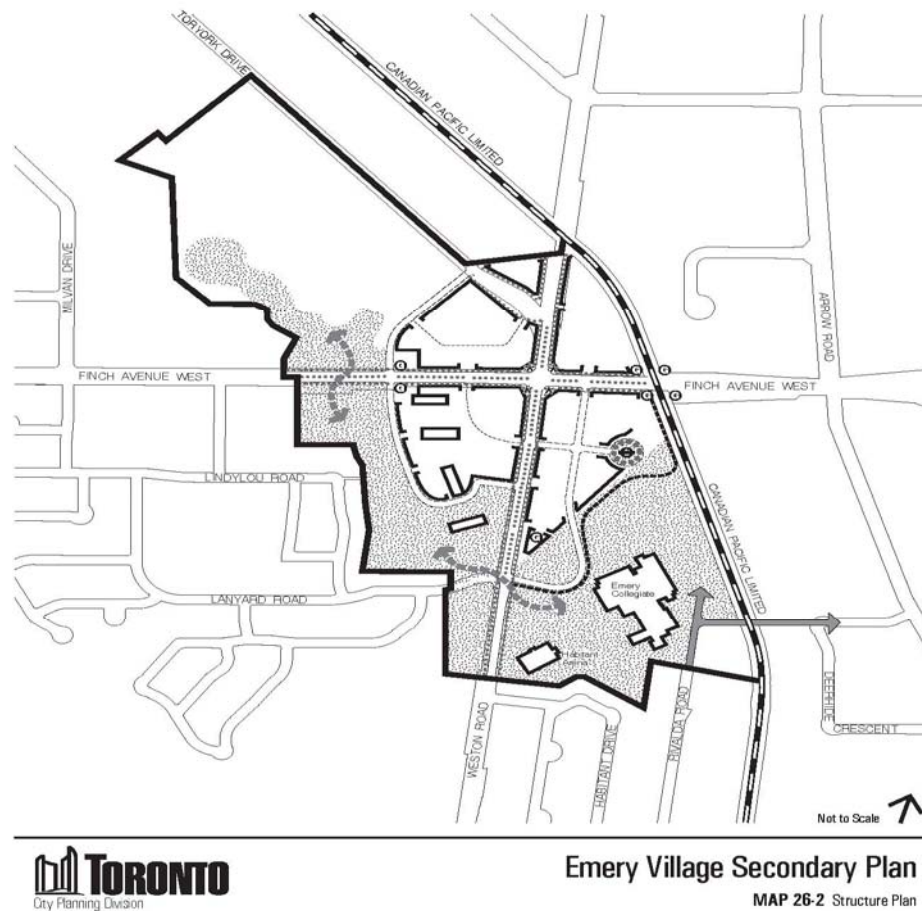 TORYORK DRIVE
CANADIAN PACIFIC LIMITED
MILVAN DRIVE
ARROW ROAD
FINCH AVENUE WEST
FINCH AVENUE WEST
LINDYLOU ROAD
CANADIAN PACIFIC LIMITED
Emery
Collegiate
LANYARD ROAD
Habitant
Arena
WESTON ROAD
HABITANT DRIVE
RIVALDA ROAD
DEERHIDE
CRESCENT
Not to Scale
TORONTO
City Planning Division
Emery Village Secondary Plan
MAP 26-2 Structure Plan